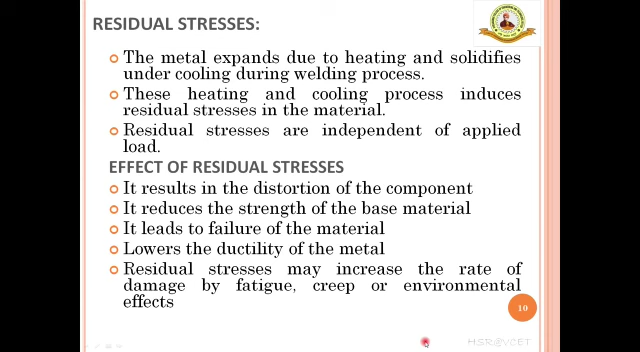 RESIDUAL STRESSES:
The metal expands due to heating and solidifies
under cooling during welding process.
These heating and cooling process induces
residual stresses in the material.
Residual stresses are independent of applied
load.
EFFECT OF RESIDUAL STRESSES
It results in the distortion of the component
It reduces the strength of the base material
It leads to failure of the material
Lowers the ductility of the metal
Residual stresses may increase the rate of
damage by fatigue, creep or environmental
effects
10
HSR@VCET